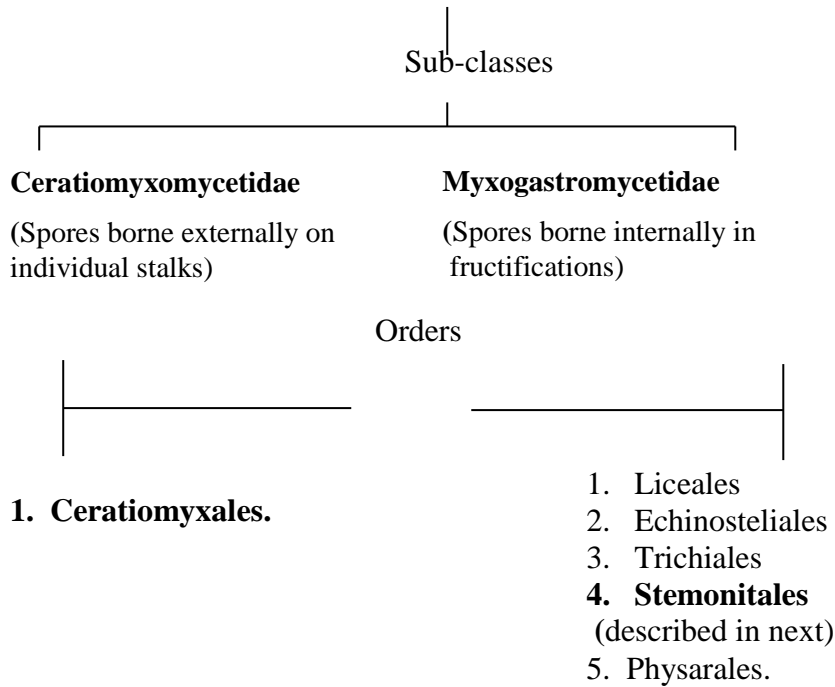 Sub-classes
Ceratiomyxomycetidae
(Spores borne externally on
individual stalks)
Myxogastromycetidae
(Spores borne internally in
fructifications)
Orders
1. Ceratiomyxales.
1. Liceales
2. Echinosteliales
3. Trichiales
4. Stemonitales
(described in next)
5. Physarales.